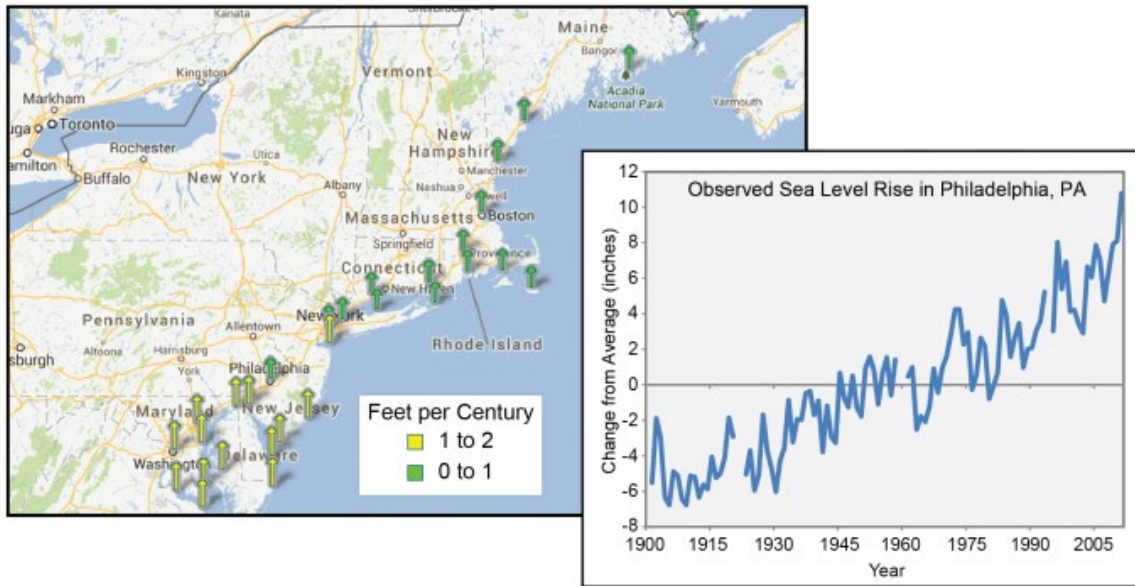 Kanata
Maine
Bangor
Kingston
Vermont
Acadia
National Park
Yarmouth
Markham
Toronto
Hamilton
Rochester
Utica
New
Hampshire
Manchester
Buffalo
New York
Albany
Nashua
Boston
Massachusetts
Springfield
Providence
Connecticut
New Haven
Pennsylvania
New York
Allentown
Rhode Island
Altoona
Harrisburg
York
Philadelphia
Maryland
New Jersey
Washington
Delaware
Feet per Century
1 to 2
0 to 1
Observed Sea Level Rise in Philadelphia, PA
Change from Average (inches)
12
10
8
6
4
2
0
-2
-4
-6
-8
1900
1915
1930
1945
1960
1975
1990
2005
Year